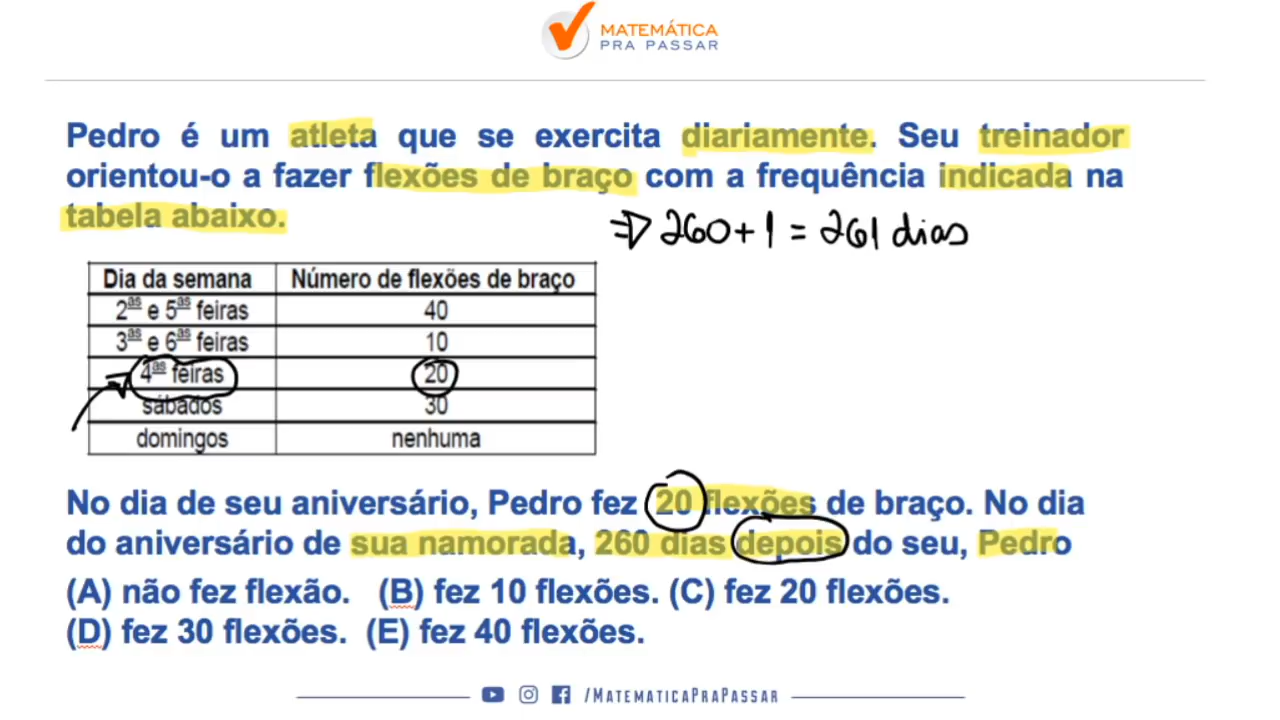 MATEMÁTICA
PRA PASSAR
Pedro é um atleta que se exercita diariamente. Seu treinador
orientou-o a fazer flexões de braço com a frequência indicada na
tabela abaixo.
⇒ 260 + 1 = 261 dias
Dia da semana Número de flexões de braço
2ªˢ e 5ªˢ feiras 40
3ªˢ e 6ªˢ feiras 10
4ªˢ feiras 20
sábados 30
domingos nenhuma
No dia de seu aniversário, Pedro fez 20 flexões de braço. No dia
do aniversário de sua namorada, 260 dias depois do seu, Pedro
(A) não fez flexão. (B) fez 10 flexões. (C) fez 20 flexões.
(D) fez 30 flexões. (E) fez 40 flexões.
/MatematicaPraPassar